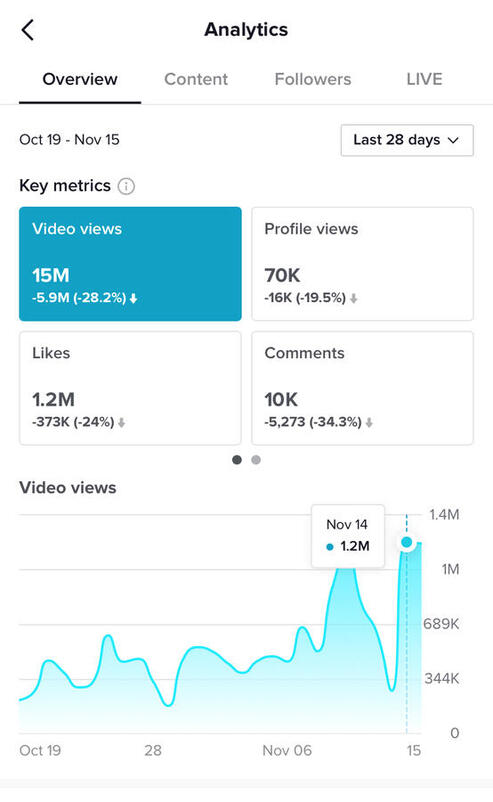 Analytics
Overview Content Followers LIVE
Oct 19 - Nov 15 Last 28 days
Key metrics
Video views
15M
-5.9M (-28.2%)
Profile views
70K
-16K (-19.5%)
Likes
1.2M
-373K (-24%)
Comments
10K
-5,273 (-34.3%)
Video views
Nov 14
1.2M
1.4M
1M
689K
344K
0
Oct 19 28 Nov 06 15